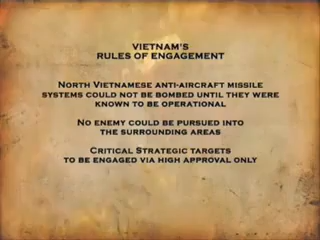 VIETNAM'S
RULES OF ENGAGEMENT
NORTH VIETNAMESE ANTI-AIRCRAFT MISSILE
SYSTEMS COULD NOT BE BOMBED UNTIL THEY WERE
KNOWN TO BE OPERATIONAL
NO ENEMY COULD BE PURSUED INTO
THE SURROUNDING AREAS
CRITICAL STRATEGIC TARGETS
TO BE ENGAGED VIA HIGH APPROVAL ONLY